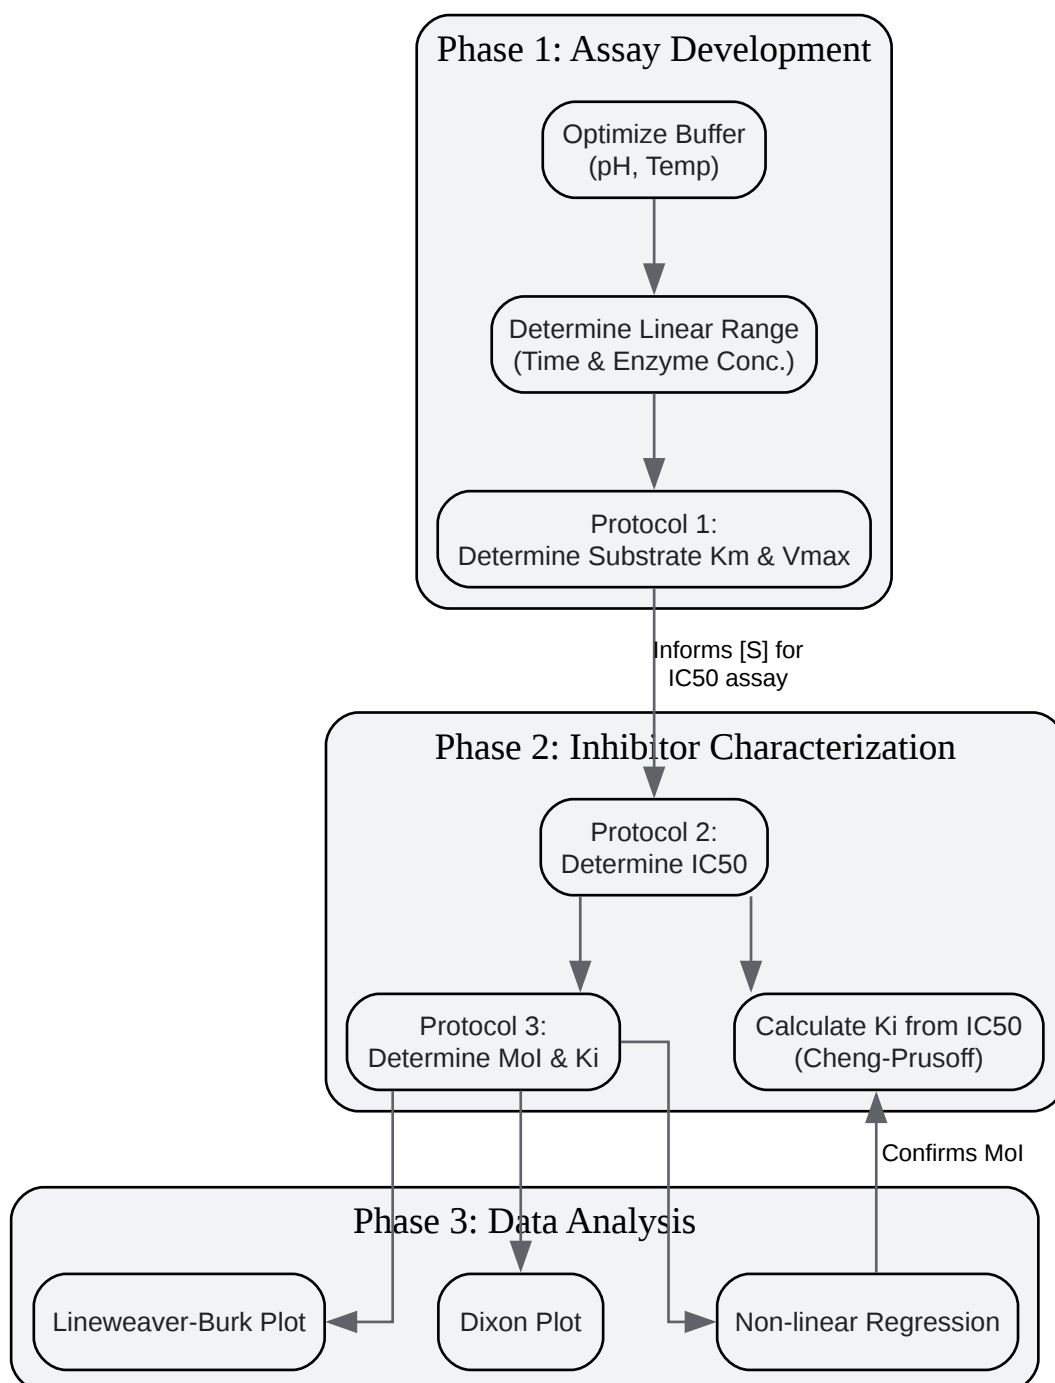 Phase 1: Assay Development
Optimize Buffer
(pH, Temp)
Determine Linear Range
(Time & Enzyme Conc.)
Protocol 1:
Determine Substrate Km & Vmax
Informs [S] for
IC50 assay
Phase 2: Inhibitor Characterization
Protocol 2:
Determine IC50
Protocol 3:
Determine MoI & Ki
Calculate Ki from IC50
(Cheng-Prusoff)
Confirms MoI
Phase 3: Data Analysis
Lineweaver-Burk Plot
Dixon Plot
Non-linear Regression